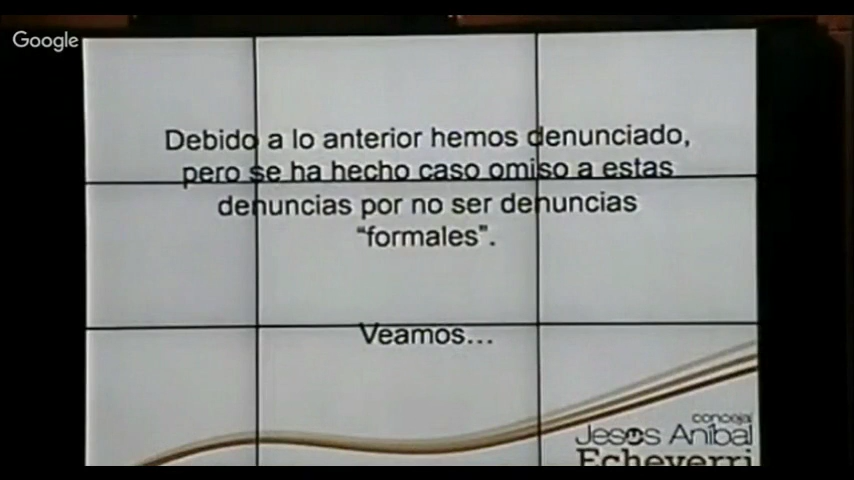 Google
Debido a lo anterior hemos denunciado,
pero se ha hecho caso omiso a estas
denuncias por no ser denuncias
“formales”.
Veamos...
concejal
Jesús Aníbal
Echeverri